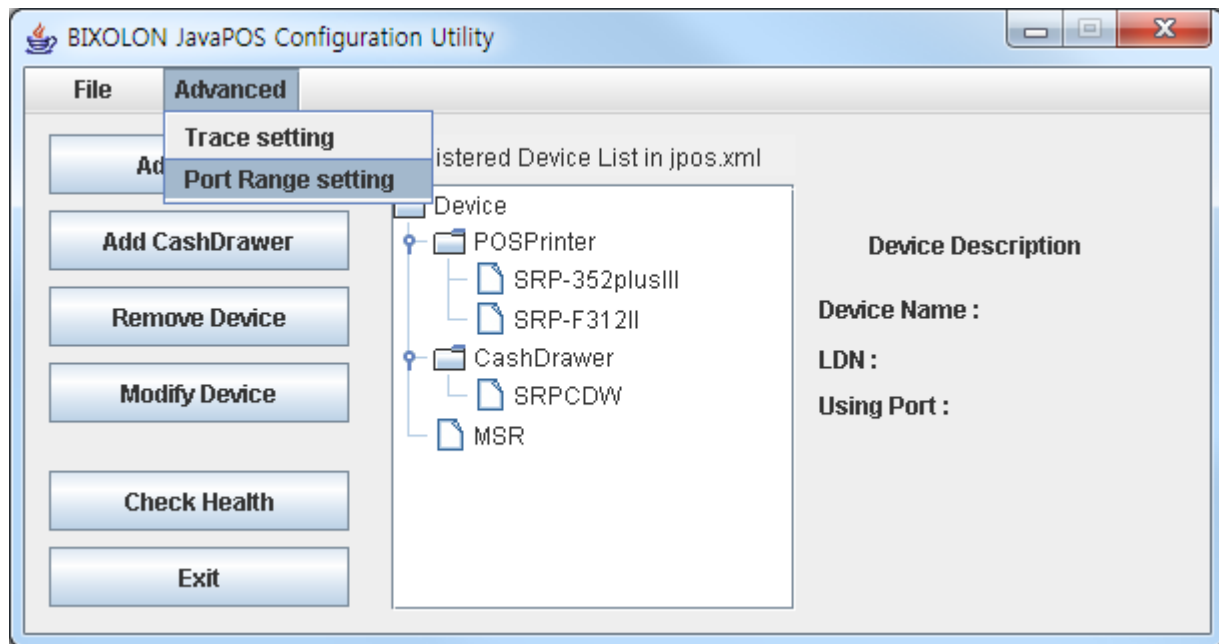 BIXOLON JavaPOS Configuration Utility
File Advanced
Trace setting
Port Range setting
Ad
istered Device List in jpos.xml
Add CashDrawer
Remove Device
Modify Device
Check Health
Exit
Device
POSPrinter
SRP-352plusIII
SRP-F312II
CashDrawer
SRPCDW
MSR
Device Description
Device Name :
LDN :
Using Port :